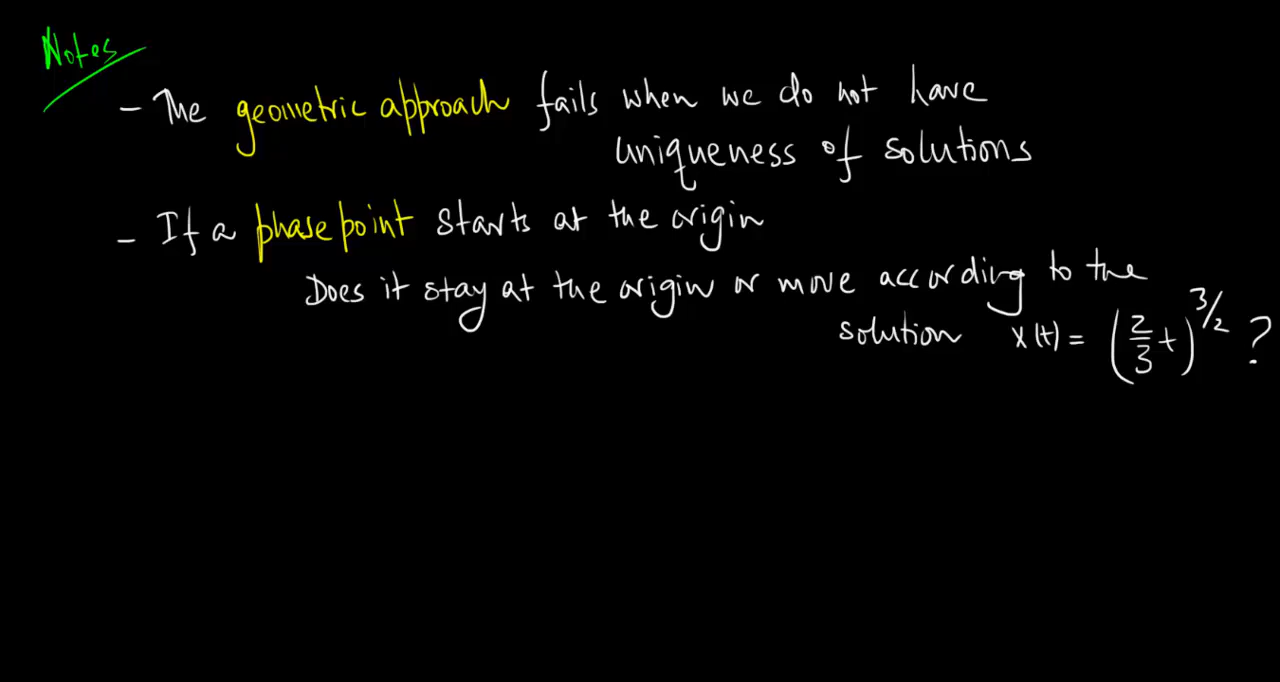 Notes
- The geometric approach fails when we do not have
uniqueness of solutions
- If a phase point starts at the origin
Does it stay at the origin or move according to the
solution x(t) = (2/3 t)^3/2 ?